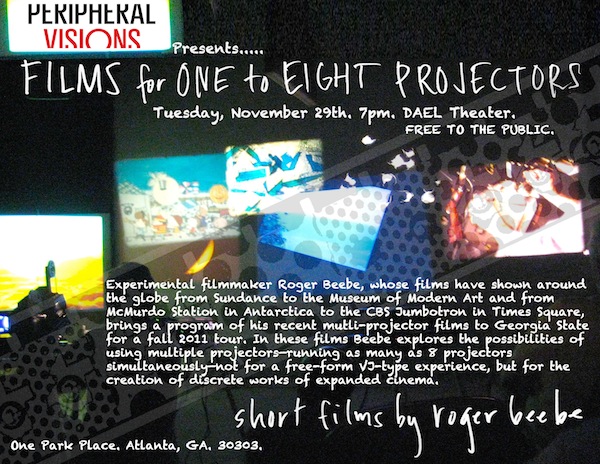 PERIPHERAL
VISIONS
Presents.....
FILMS for ONE to EIGHT PROJECTORS
Tuesday, November 29th. 7pm. DAEL Theater.
FREE TO THE PUBLIC.
Experimental filmmaker Roger Beebe, whose films have shown around
the globe from Sundance to the Museum of Modern Art and from
McMurdo Station in Antarctica to the CBS Jumbotron in Times Square,
brings a program of his recent mutli-projector films to Georgia State
for a fall 2011 tour. In these films Beebe explores the possibilities of
using multiple projectors—running as many as 8 projectors
simultaneously—not for a free-form VJ-type experience, but for the
creation of discrete works of expanded cinema.
short films by roger beebe
One Park Place. Atlanta, GA. 30303.